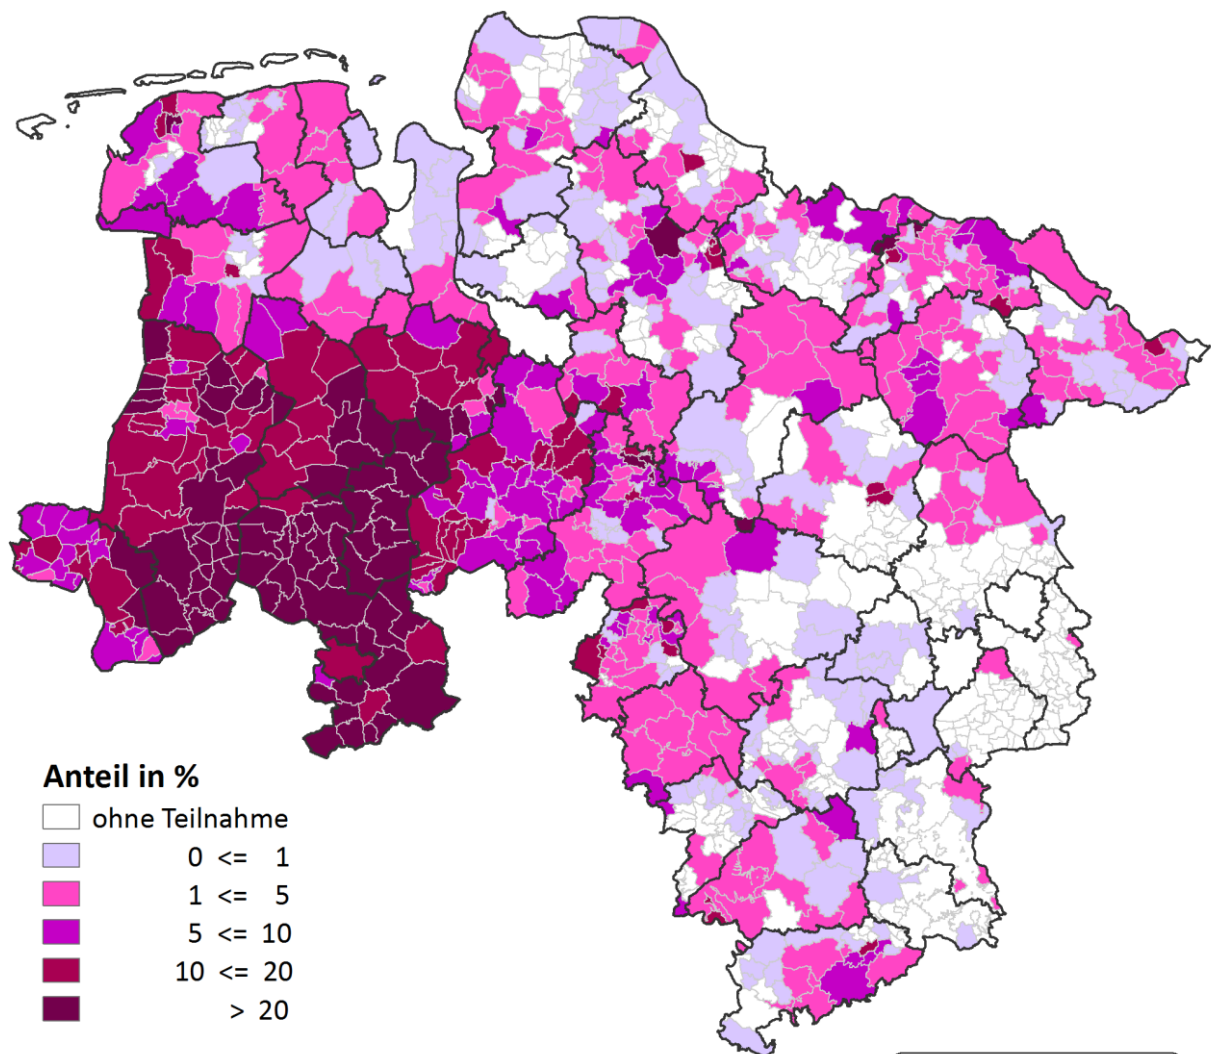 Anteil in %
ohne Teilnahme
0 <= 1
1 <= 5
5 <= 10
10 <= 20
> 20